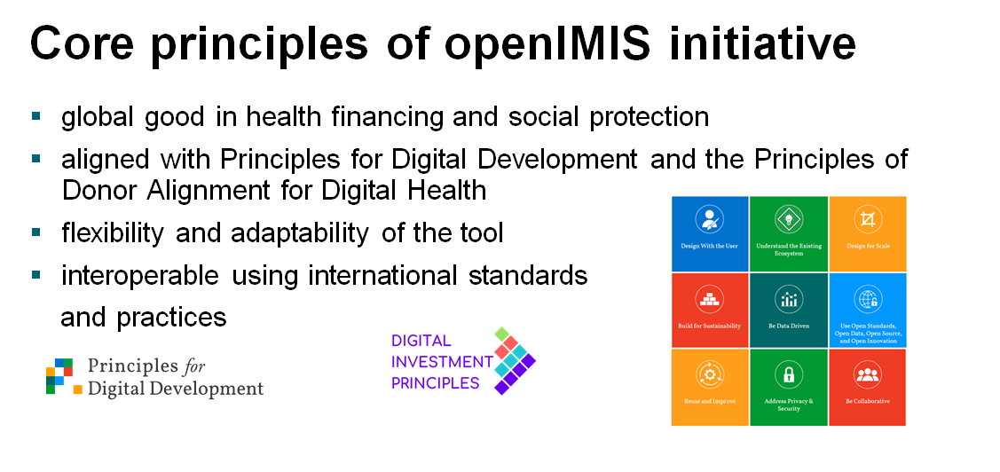 Core principles of openIMIS initiative
global good in health financing and social protection
aligned with Principles for Digital Development and the Principles of
Donor Alignment for Digital Health
flexibility and adaptability of the tool
interoperable using international standards
and practices
Principles for
Digital Development
DIGITAL
INVESTMENT
PRINCIPLES
Design With the User
Understand the Existing
Ecosystem
Design for Scale
Build for Sustainability
Be Data Driven
Use Open Standards,
Open Data, Open Source,
and Open Innovation
Reuse and Improve
Address Privacy &
Security
Be Collaborative